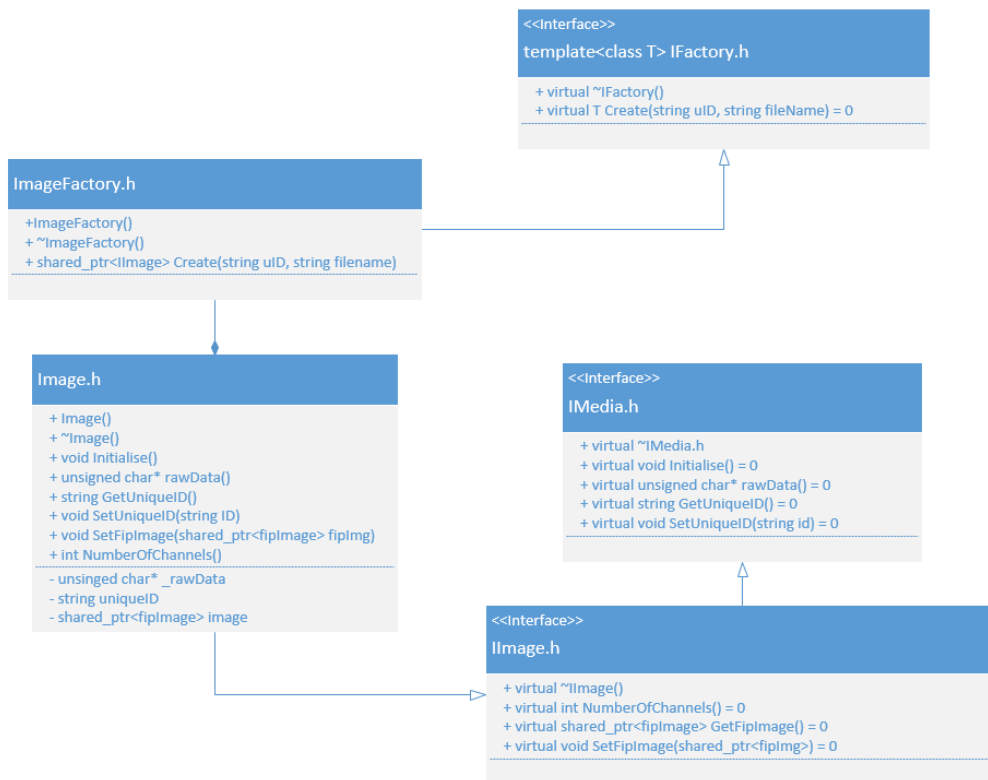 <<Interface>>
template<class T> IFactory.h
+ virtual ~IFactory()
+ virtual T Create(string uID, string fileName) = 0
ImageFactory.h
+ImageFactory()
+ ~ImageFactory()
+ shared_ptr<IImage> Create(string uID, string filename)
Image.h
+ Image()
+ ~Image()
+ void Initialise()
+ unsigned char* rawData()
+ string GetUniqueID()
+ void SetUniqueID(string ID)
+ void SetFipImage(shared_ptr<fipImage> fipImg)
+ int NumberOfChannels()
- unsinged char* _rawData
- string uniqueID
- shared_ptr<fipImage> image
<<Interface>>
IMedia.h
+ virtual ~IMedia.h
+ virtual void Initialise() = 0
+ virtual unsigned char* rawData() = 0
+ virtual string GetUniqueID() = 0
+ virtual void SetUniqueID(string id) = 0
<<Interface>>
IImage.h
+ virtual ~IImage()
+ virtual int NumberOfChannels() = 0
+ virtual shared_ptr<fipImage> GetFipImage() = 0
+ virtual void SetFipImage(shared_ptr<fipImg>) = 0